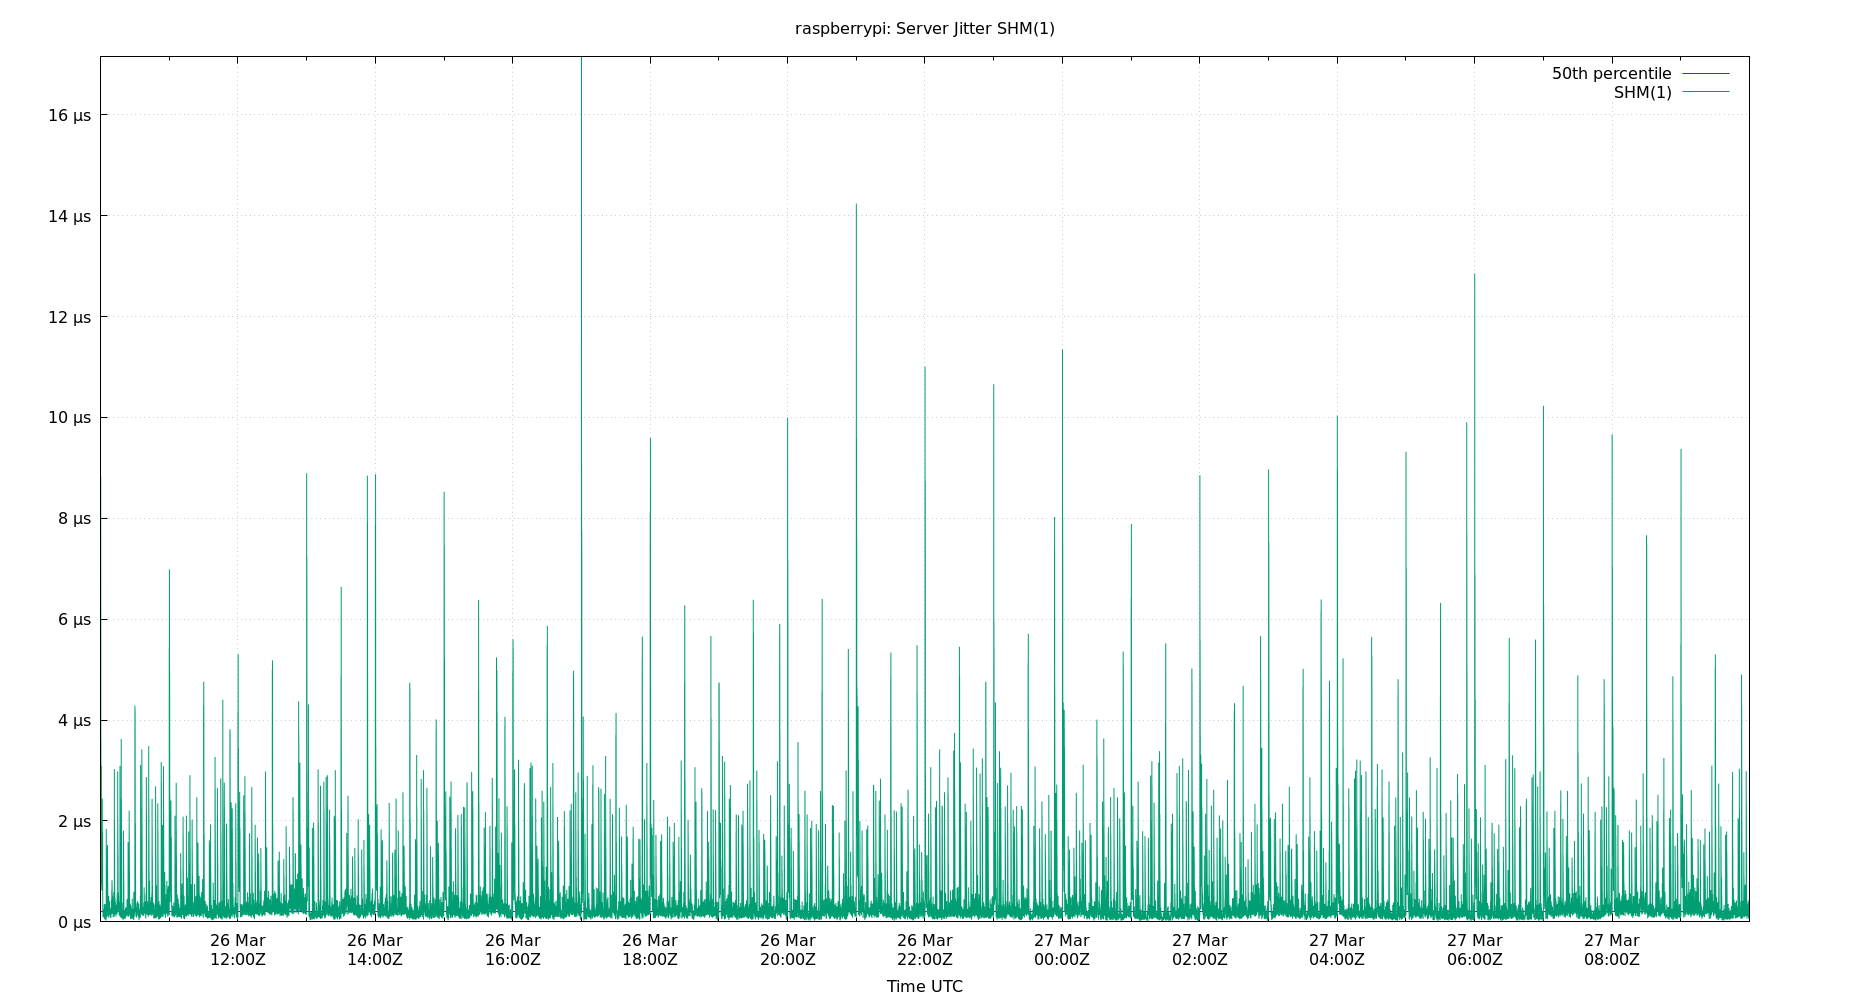 raspberrypi: Server Jitter SHM(1)
50th percentile
SHM(1)
16 µs
14 µs
12 µs
10 µs
8 µs
6 µs
4 µs
2 µs
0 µs
26 Mar 12:00Z
26 Mar 14:00Z
26 Mar 16:00Z
26 Mar 18:00Z
26 Mar 20:00Z
26 Mar 22:00Z
27 Mar 00:00Z
27 Mar 02:00Z
27 Mar 04:00Z
27 Mar 06:00Z
27 Mar 08:00Z
Time UTC